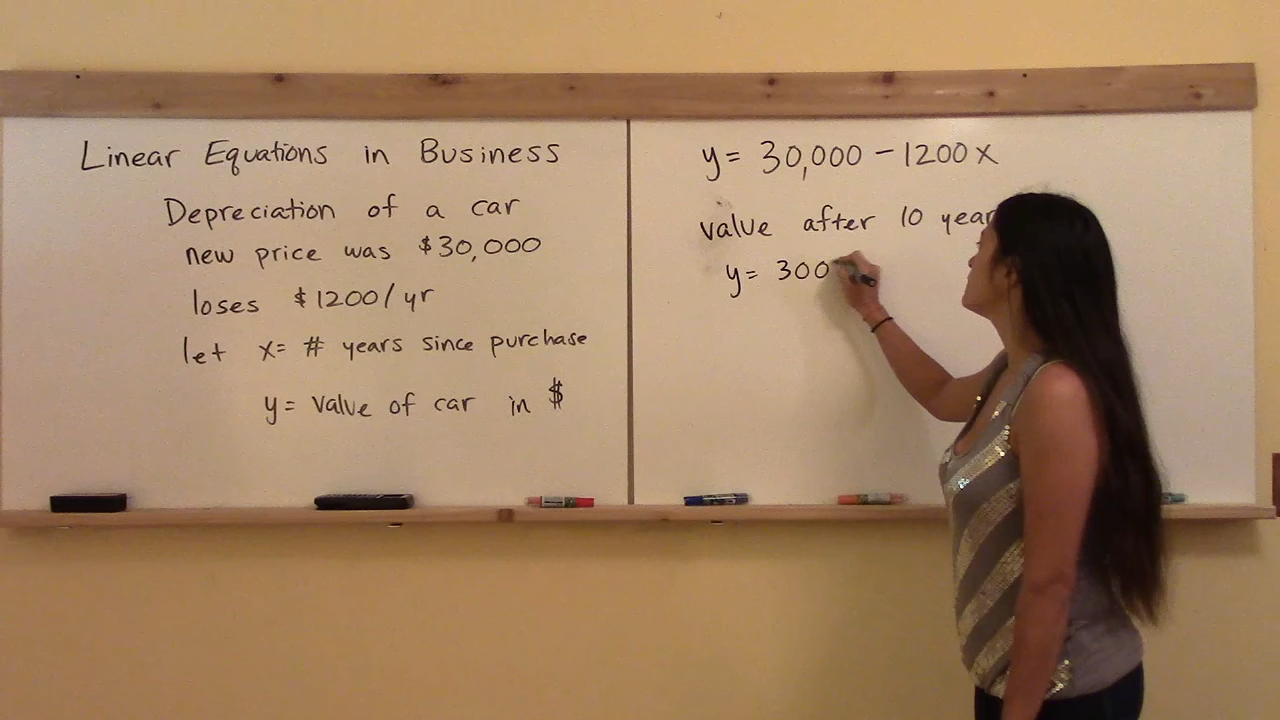 Linear Equations in Business
Depreciation of a car
new price was $30,000
loses $1200/yr
let x= # years since purchase
y= value of car in $
y= 30,000 - 1200x
value after 10 year
y= 300